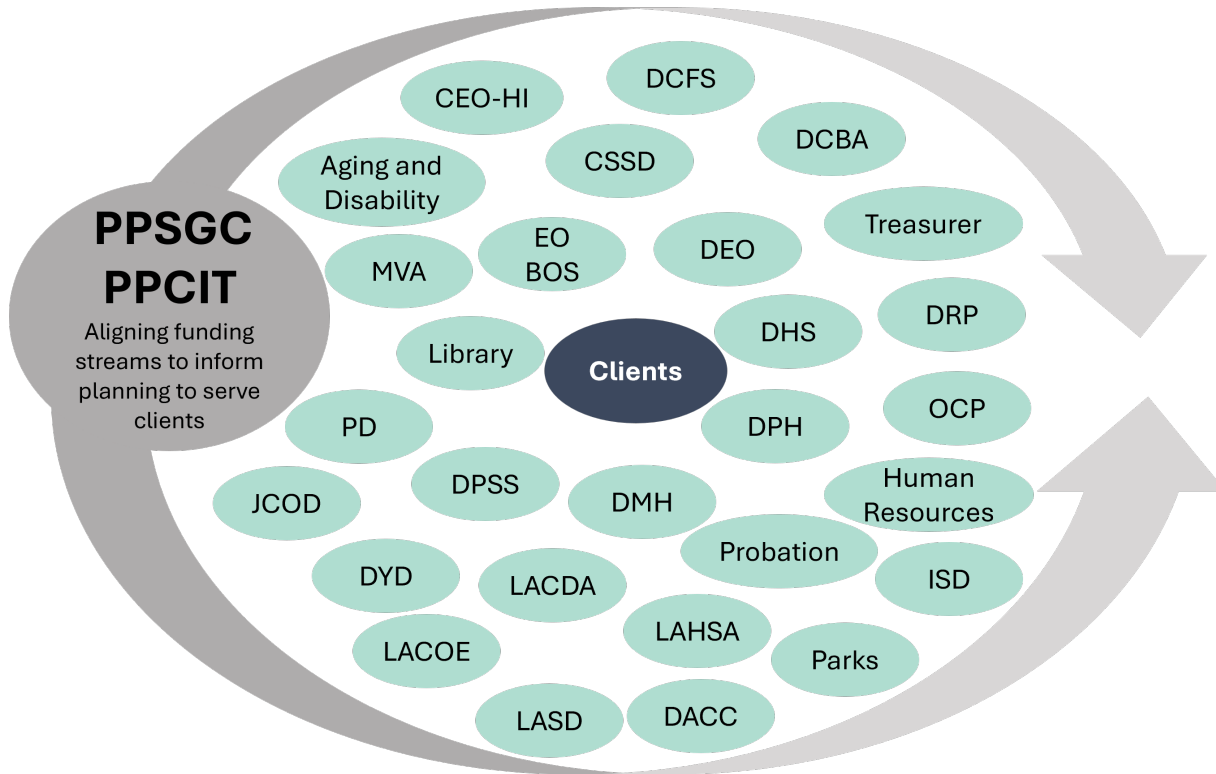 CEO-HI
DCFS
DCBA
CSSD
Aging and
Disability
Treasurer
PPSGC
PPCIT
Aligning funding
streams to inform
planning to serve
clients
EO
BOS
DEO
MVA
DRP
DHS
Library
Clients
OCP
PD
DPH
DPSS
Human
Resources
JCOD
DMH
Probation
DYD
LACDA
ISD
LAHSA
LACOE
Parks
LASD
DACC